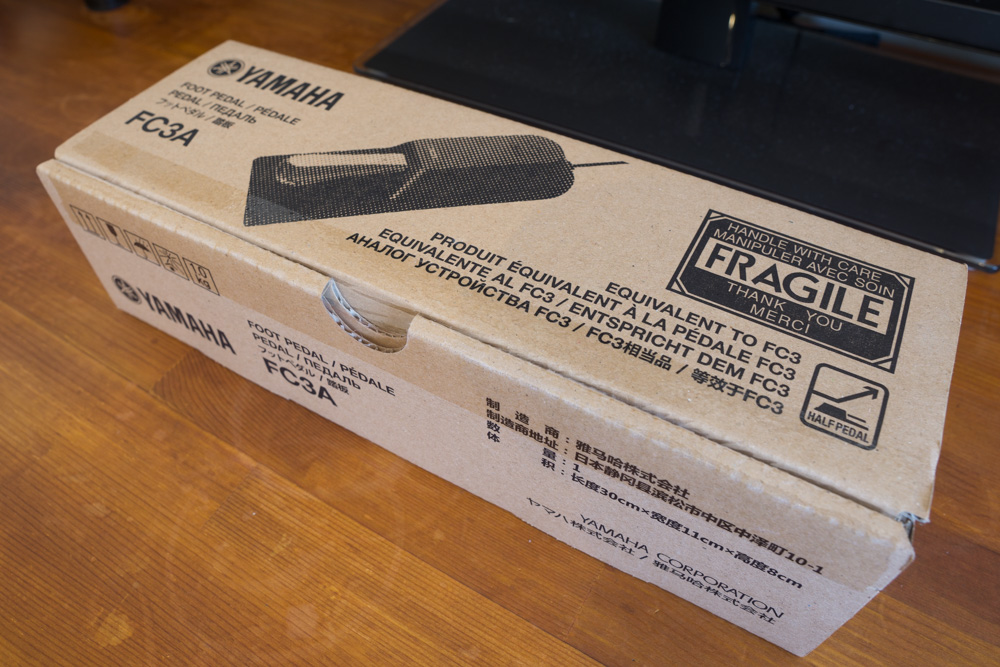 YAMAHA
FOOT PEDAL / PÉDALE
PEDAL / ПЕДАЛЬ
フットペダル / 踏板
FC3A
EQUIVALENT TO FC3
PRODUIT ÉQUIVALENT À LA PÉDALE FC3
EQUIVALENTE AL FC3 / ENTSPRICHT DEM FC3
АНАЛОГ УСТРОЙСТВА FC3 / FC3相当品 / 等效于FC3
HANDLE WITH CARE
MANIPULER AVEC SOIN
FRAGILE
THANK YOU
MERCI
HALF PEDAL
10
KG
YAMAHA
FOOT PEDAL / PÉDALE
PEDAL / ПЕДАЛЬ
フットペダル / 踏板
FC3A
制造商：雅马哈株式会社
制造商地址：日本静冈县滨松市中区中泽町10-1
数量：1
体积：长度30cm×宽度11cm×高度8cm
YAMAHA CORPORATION
ヤマハ株式会社 / 雅马哈株式会社